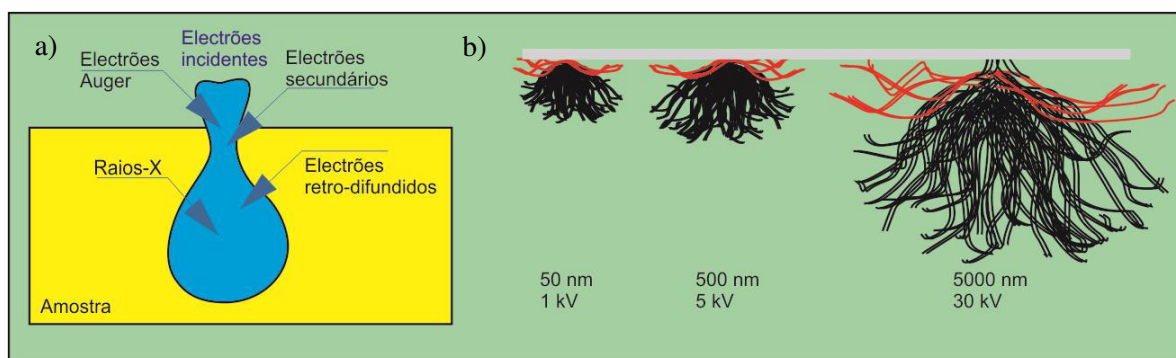 a)
Electrões
incidentes
Electrões
Auger
Electrões
secundários
Raios-X
Electrões
retro-difundidos
Amostra
b)
50 nm
1 kV
500 nm
5 kV
5000 nm
30 kV